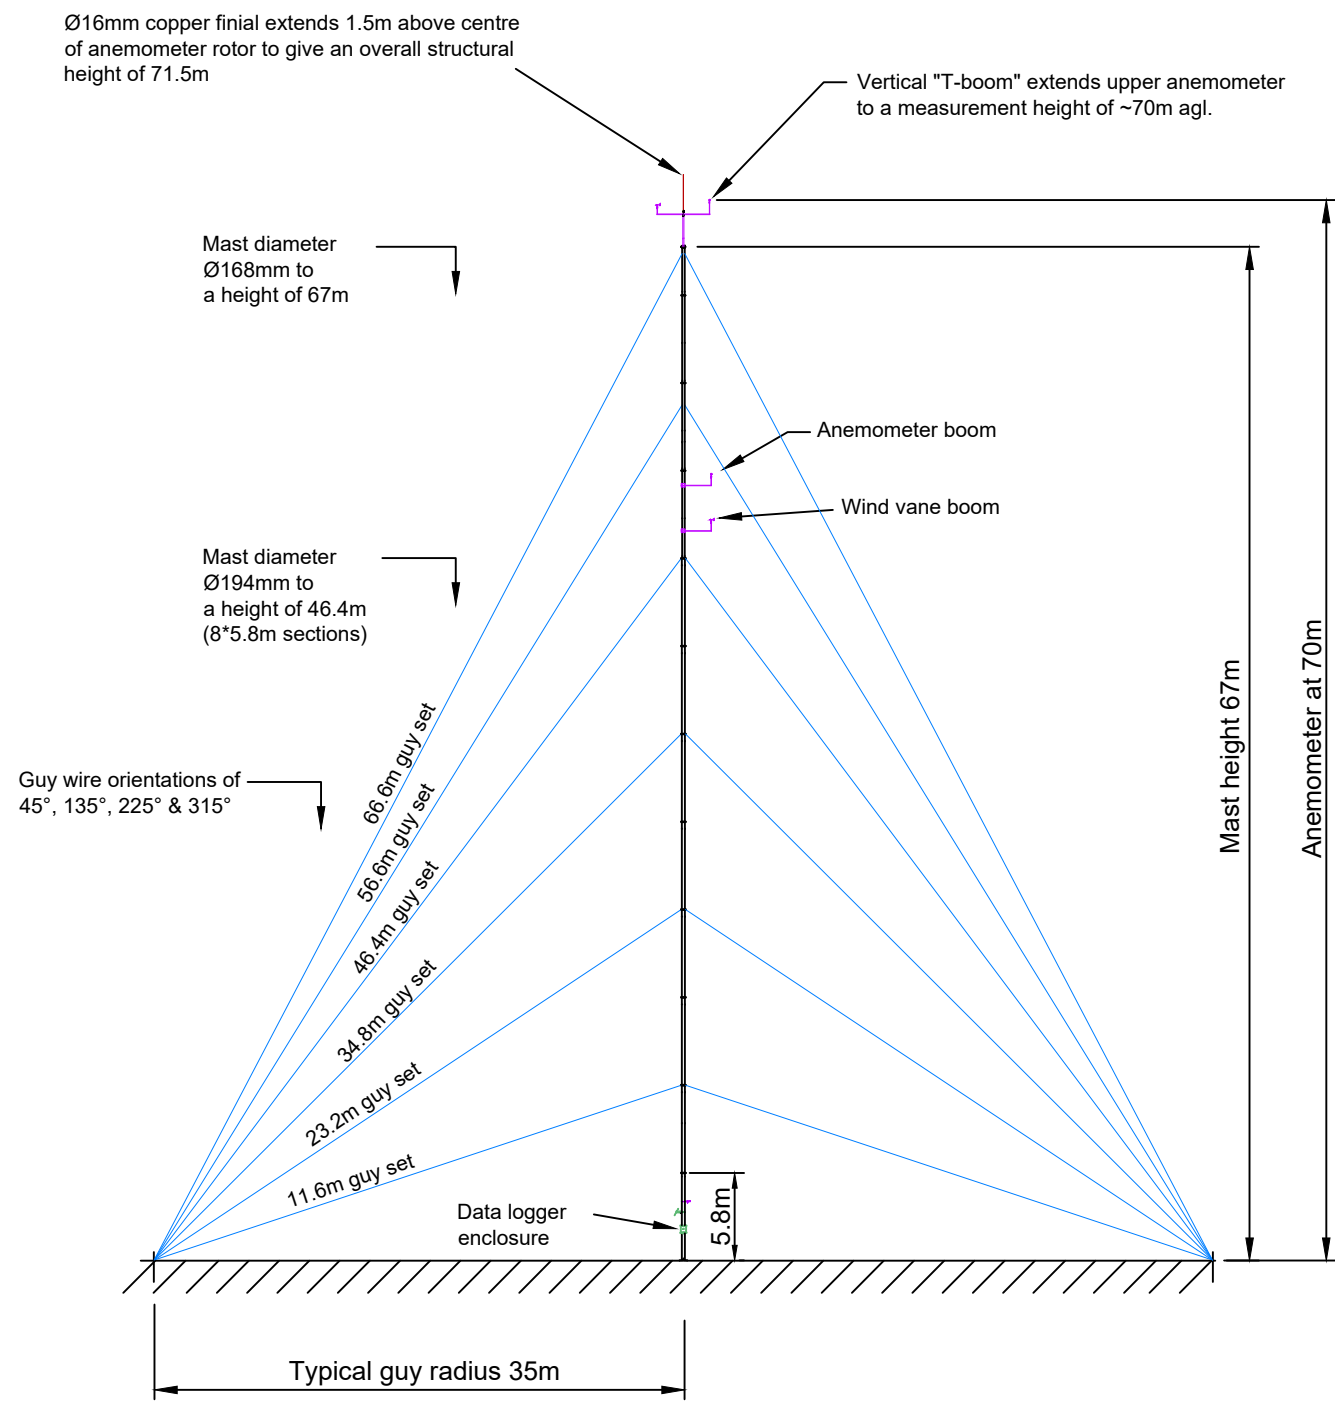 Ø16mm copper finial extends 1.5m above centre
of anemometer rotor to give an overall structural
height of 71.5m
Vertical "T-boom" extends upper anemometer
to a measurement height of ~70m agl.
Mast diameter
Ø168mm to
a height of 67m
Anemometer boom
Wind vane boom
Mast diameter
Ø194mm to
a height of 46.4m
(8*5.8m sections)
Mast height 67m
Anemometer at 70m
Guy wire orientations of
45°, 135°, 225° & 315°
66.6m guy set
56.6m guy set
46.4m guy set
34.8m guy set
23.2m guy set
11.6m guy set
Data logger
enclosure
5.8m
Typical guy radius 35m